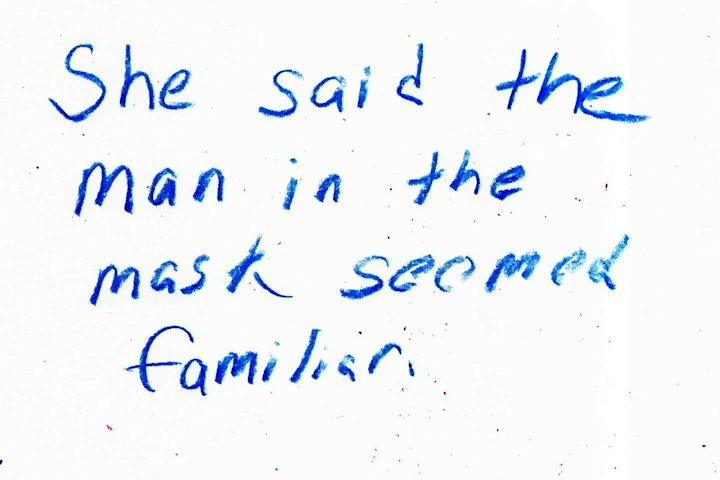 She said the
man in the
mask seemed
familiar.